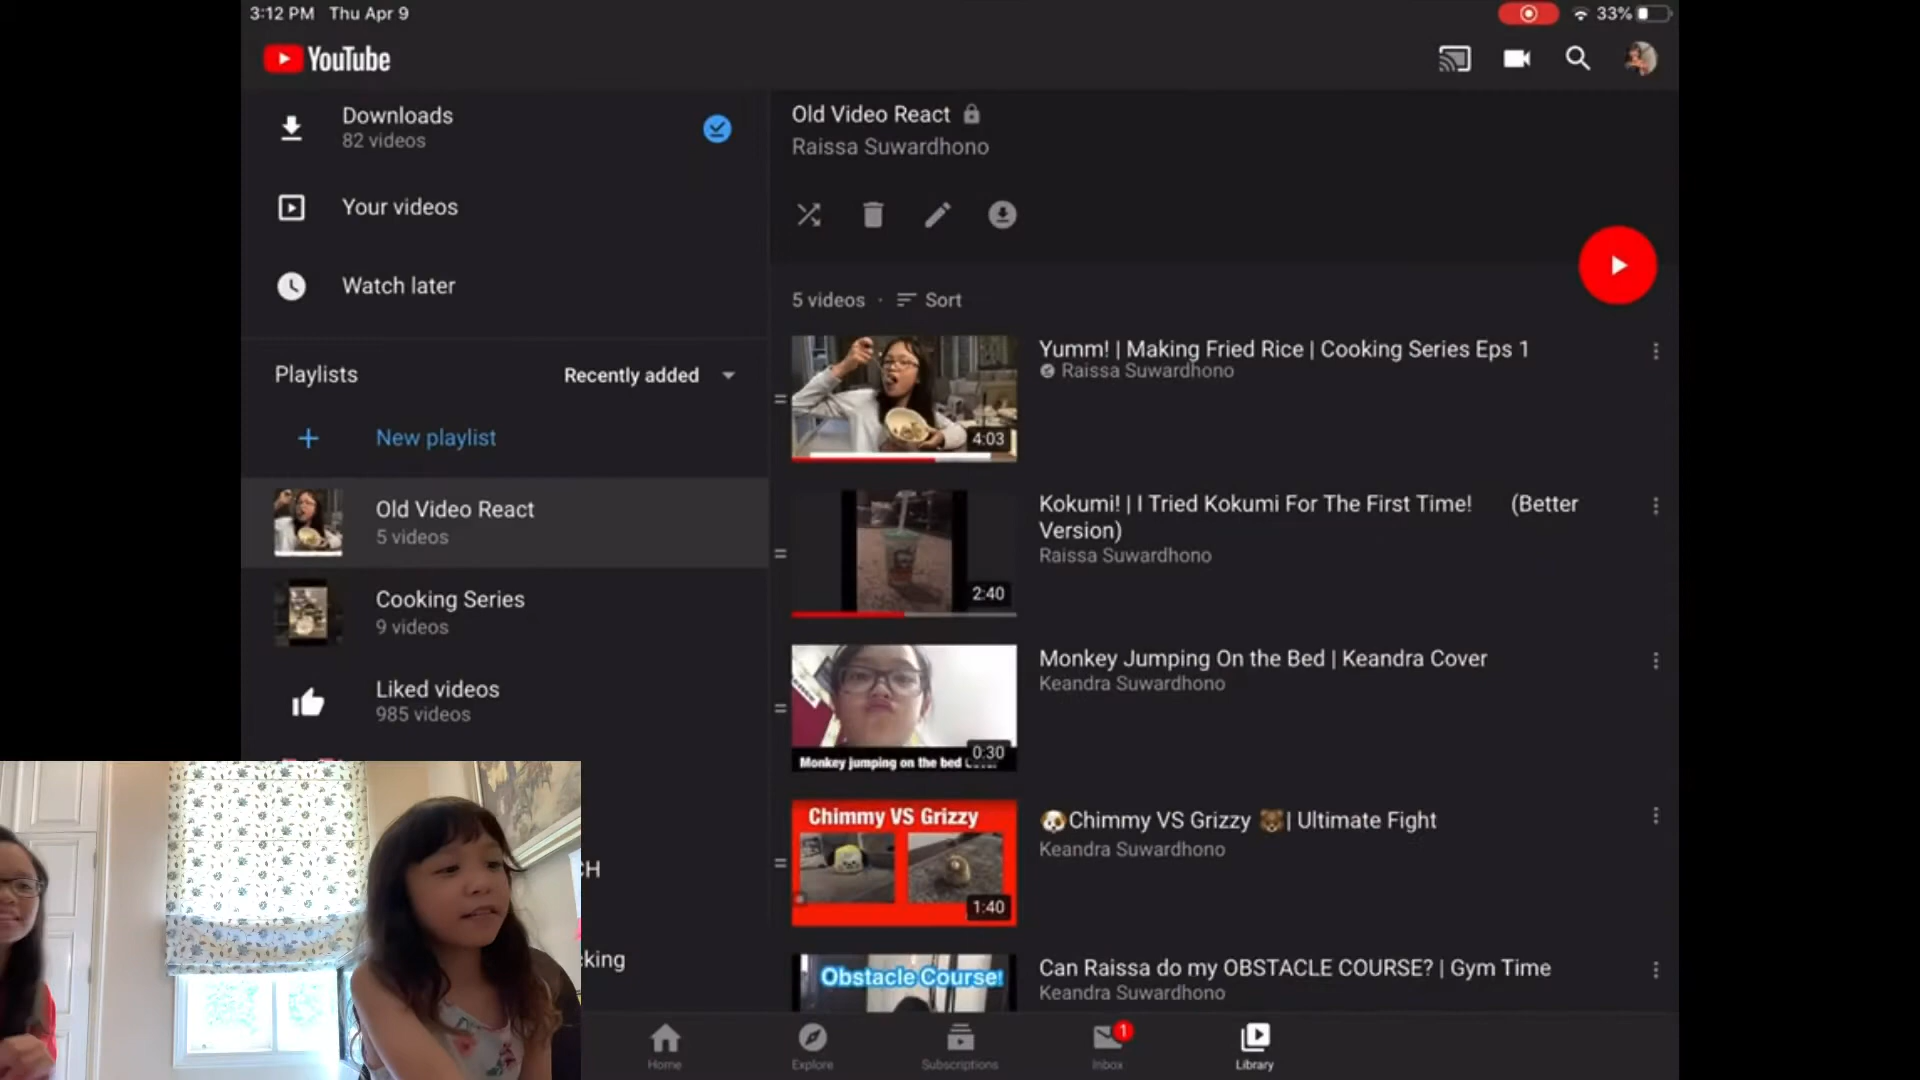 3:12 PM Thu Apr 9
33%
YouTube
Downloads
82 videos
Your videos
Watch later
Playlists
Recently added
New playlist
Old Video React
5 videos
Cooking Series
9 videos
Liked videos
985 videos
CH
cking
Old Video React
Raissa Suwardhono
5 videos · Sort
Yumm! | Making Fried Rice | Cooking Series Eps 1
Raissa Suwardhono
4:03
Kokumi! | I Tried Kokumi For The First Time! (Better
Version)
Raissa Suwardhono
2:40
Monkey Jumping On the Bed | Keandra Cover
Keandra Suwardhono
0:30
Monkey jumping on the bed
Chimmy VS Grizzy
🐶Chimmy VS Grizzy 🐻| Ultimate Fight
Keandra Suwardhono
1:40
Obstacle Course!
Can Raissa do my OBSTACLE COURSE? | Gym Time
Keandra Suwardhono
Home
Explore
Subscriptions
1
Inbox
Library